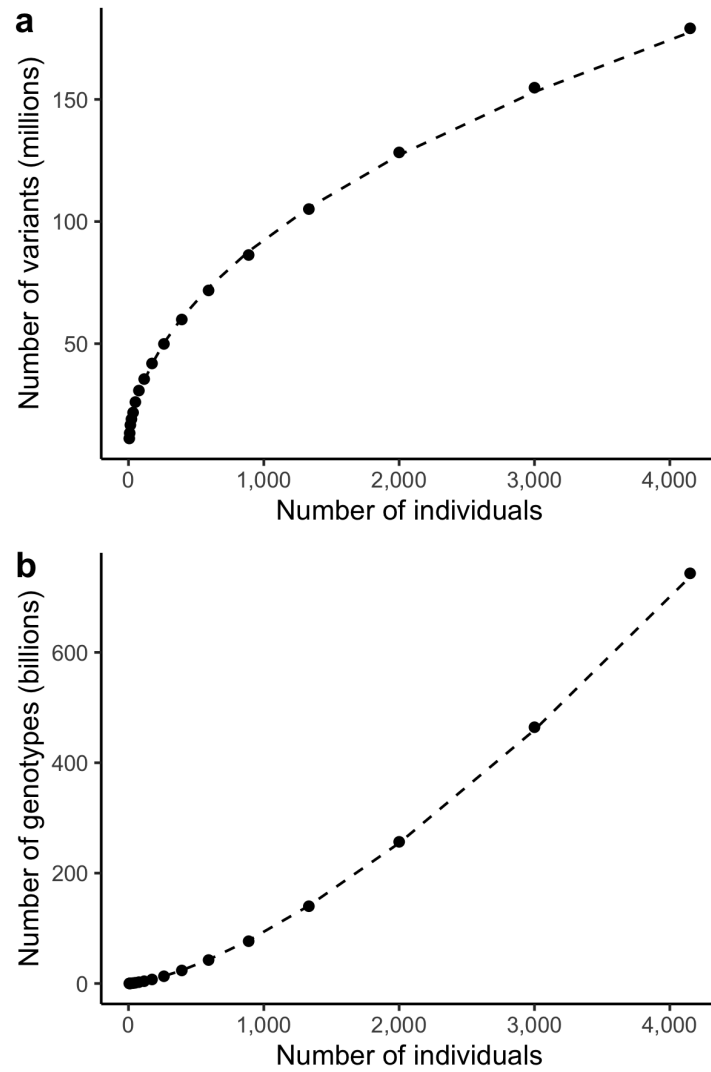 a
Number of variants (millions)
150
100
50
0 1,000 2,000 3,000 4,000
Number of individuals
b
Number of genotypes (billions)
600
400
200
0
0 1,000 2,000 3,000 4,000
Number of individuals